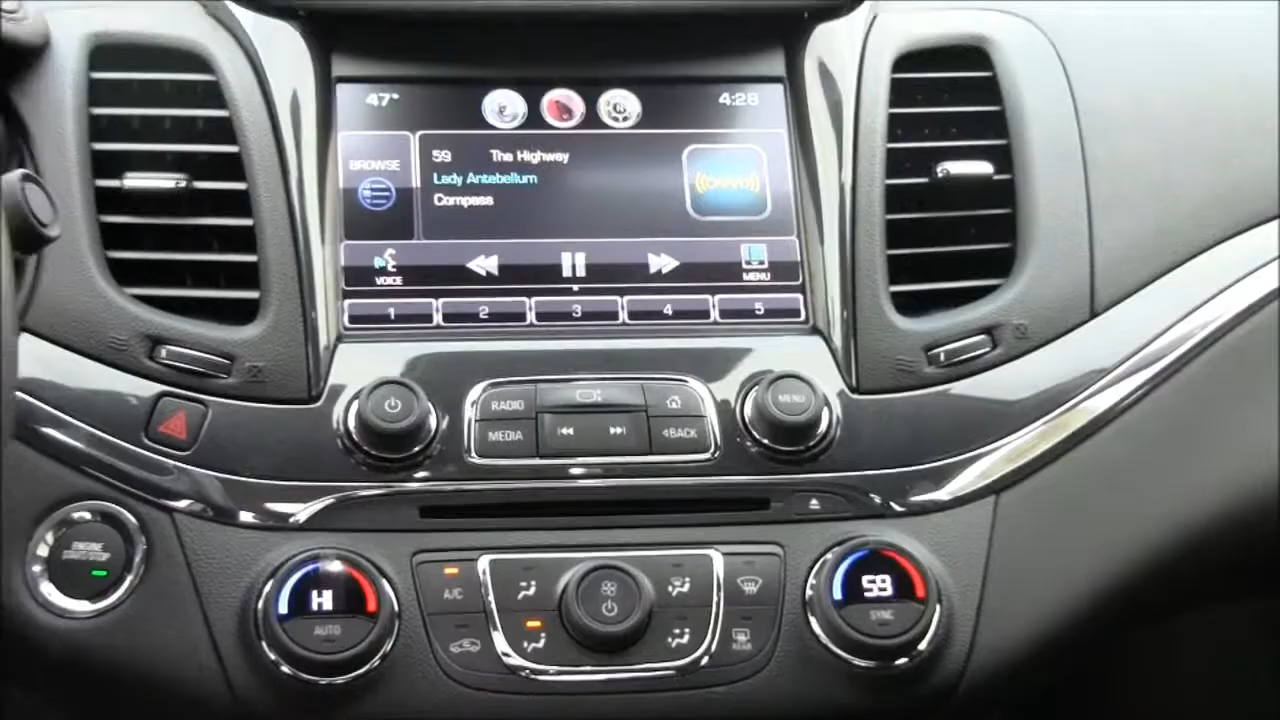 47° 4:28
BROWSE
59 The Highway
Lady Antebellum
Compass
VOICE
MENU
1 2 3 4 5
RADIO
MENU
MEDIA
<BACK
ENGINE
START/STOP
HI
AUTO
A/C
REAR
59
SYNC